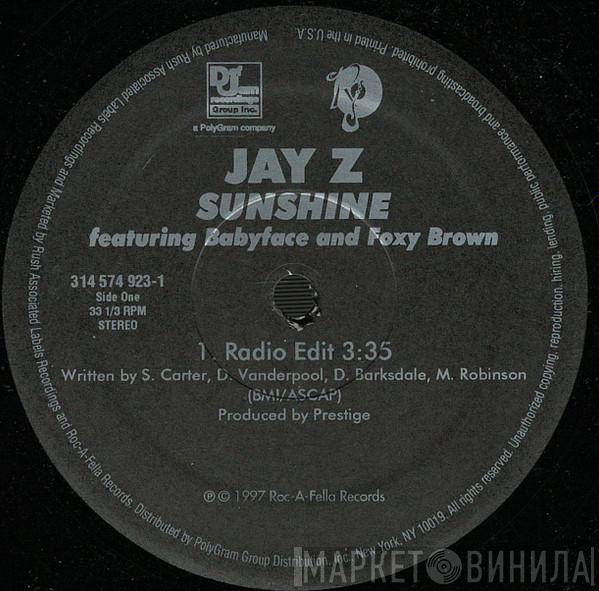 Manufactured by Rush Associated Labels Recordings and Marketed by Rush Associated Labels Recordings and Roc-A-Fella Records. Distributed by PolyGram Group Distribution, Inc., New York, NY, 10019. All rights reserved. Unauthorized copying, reproduction, hiring, lending, public performance and broadcasting prohibited. Printed in the U.S.A.
Def Jam
recordings
Group Inc.
a PolyGram company
JAY Z
SUNSHINE
featuring Babyface and Foxy Brown
314 574 923-1
Side One
33 1/3 RPM
STEREO
1. Radio Edit 3:35
Written by S. Carter, D. Vanderpool, D. Barksdale, M. Robinson
(BMI/ASCAP)
Produced by Prestige
℗ © 1997 Roc-A-Fella Records
МАРКЕТ ВИНИЛА